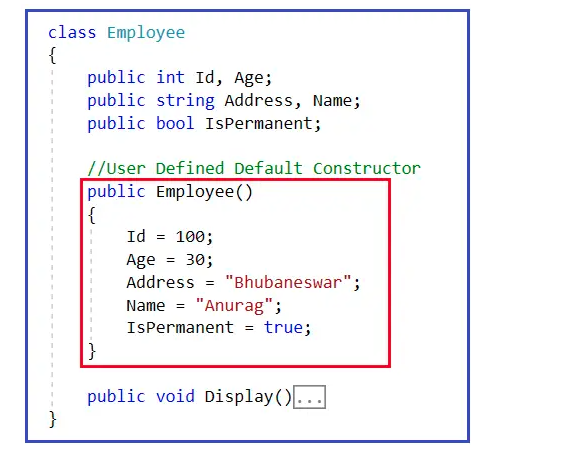 class Employee
{
public int Id, Age;
public string Address, Name;
public bool IsPermanent;
//User Defined Default Constructor
public Employee()
{
Id = 100;
Age = 30;
Address = "Bhubaneswar";
Name = "Anurag";
IsPermanent = true;
}
public void Display()...
}